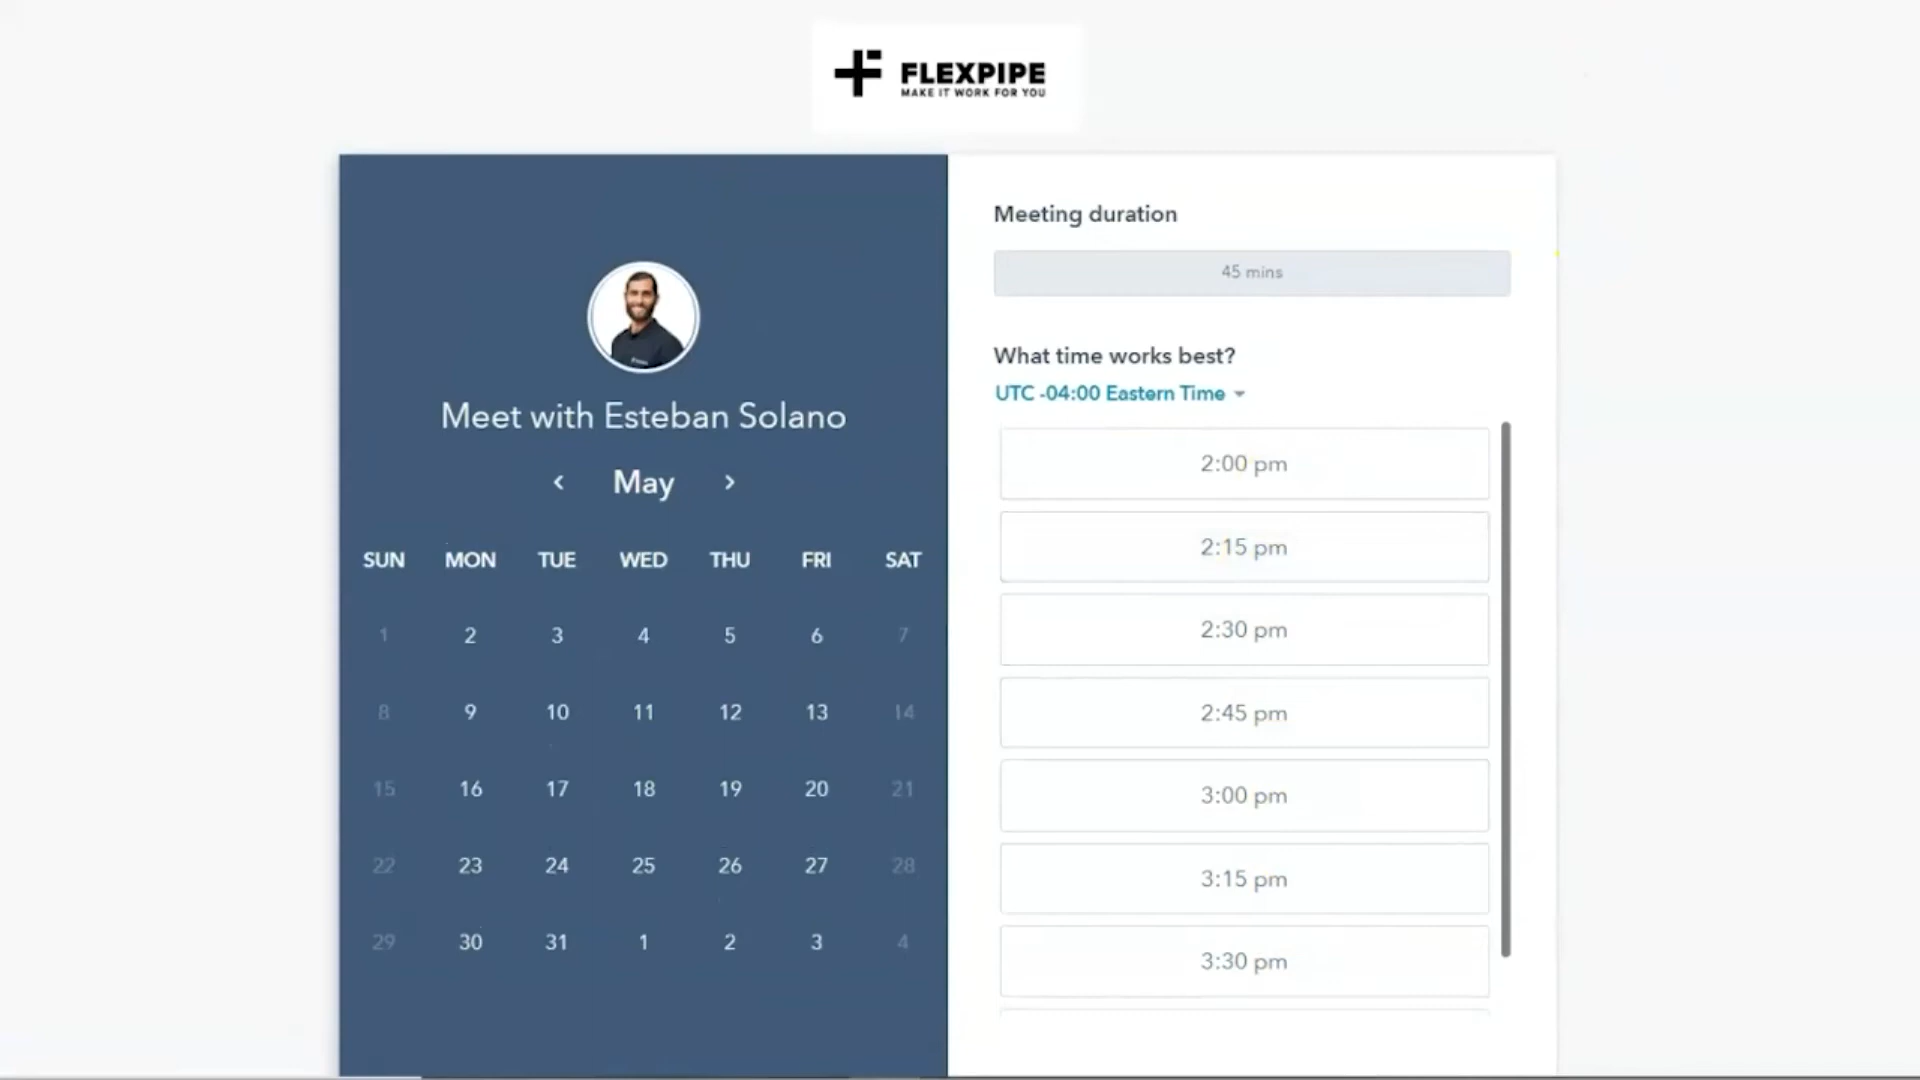 FLEXPIPE
MAKE IT WORK FOR YOU
Meet with Esteban Solano
May
SUN MON TUE WED THU FRI SAT
1 2 3 4 5 6 7
8 9 10 11 12 13 14
15 16 17 18 19 20 21
22 23 24 25 26 27 28
29 30 31 1 2 3 4
Meeting duration
45 mins
What time works best?
UTC -04:00 Eastern Time
2:00 pm
2:15 pm
2:30 pm
2:45 pm
3:00 pm
3:15 pm
3:30 pm